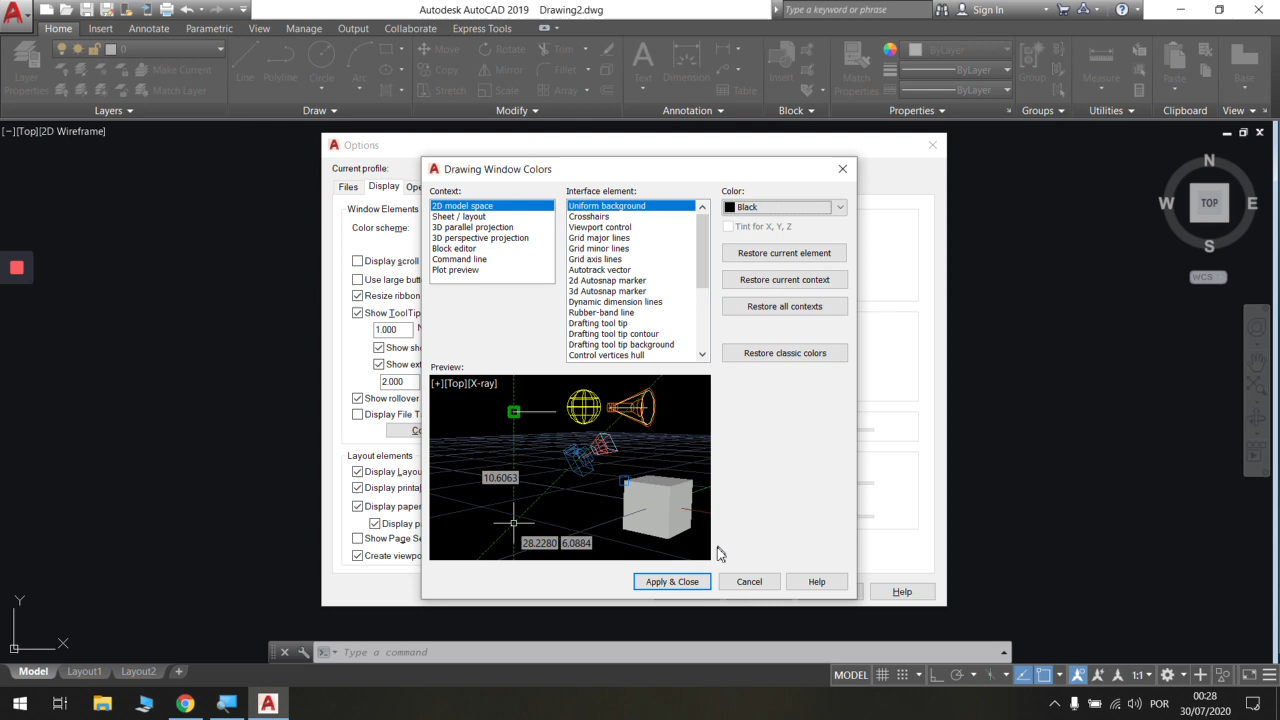 Autodesk AutoCAD 2019 Drawing2.dwg
Type a keyword or phrase
Sign In
Home Insert Annotate Parametric View Manage Output Collaborate Express Tools
0
Layer
Properties
Make Current
Match Layer
Line Polyline Circle Arc
Move Rotate Trim
Copy Mirror Fillet
Stretch Scale Array
Text Dimension
Table
Insert
Match
Properties
ByLayer
ByLayer
ByLayer
Group
Measure
Paste
Base
Layers Draw Modify Annotation Block Properties Groups Utilities Clipboard View
[−][Top][2D Wireframe]
N
W TOP E
S
WCS
Options
Current profile:
Files Display
Window Elements
Color scheme:
Display scroll
Use large
Resize ribbon
Show ToolTip
1.000
Show
Show
2.000
Show rollover
Display File
Layout elements
Display Layou
Display printa
Display paper
Display
Show Page Se
Create viewpo
Help
Drawing Window Colors
Context:
2D model space
Sheet / layout
3D parallel projection
3D perspective projection
Block editor
Command line
Plot preview
Interface element:
Uniform background
Crosshairs
Viewport control
Grid major lines
Grid minor lines
Grid axis lines
Autotrack vector
2d Autosnap marker
3d Autosnap marker
Dynamic dimension lines
Rubber-band line
Drafting tool tip
Drafting tool tip contour
Drafting tool tip background
Control vertices hull
Color:
Black
Tint for X, Y, Z
Restore current element
Restore current context
Restore all contexts
Restore classic colors
Preview:
[+][Top][X-ray]
10.6063
28.2280 6.0884
Apply & Close Cancel Help
Y
X
Type a command
Model Layout1 Layout2 +
MODEL
1:1
POR
00:28
30/07/2020